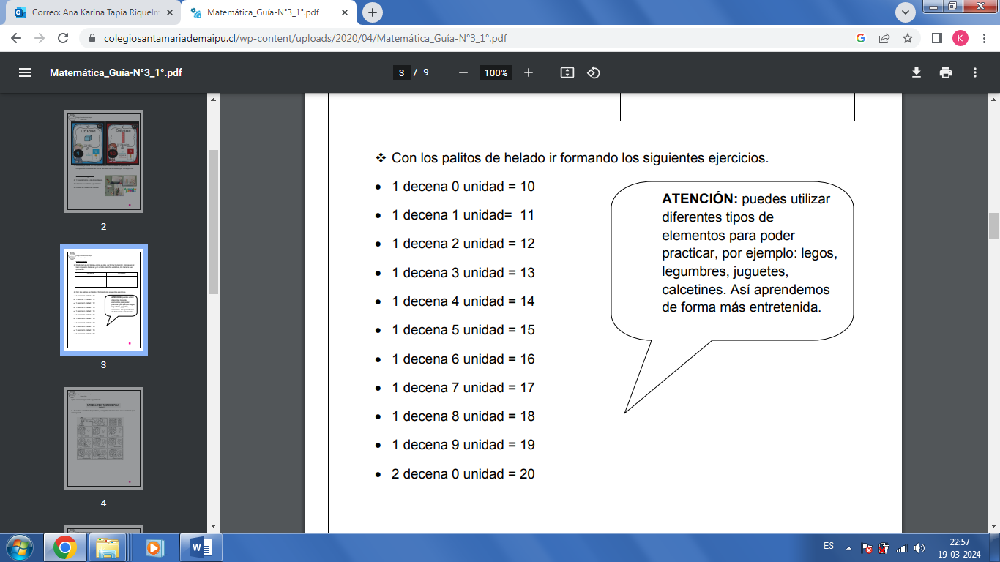 Correo: Ana Karina Tapia Riquelm
Matemática_Guía-N°3_1°.pdf
colegiosantamariademaipu.cl/wp-content/uploads/2020/04/Matemática_Guía-N°3_1°.pdf
K
Matemática_Guía-N°3_1°.pdf
3 / 9
100%
Unidad
Decena
2
3
UNIDADES Y DECENAS
4
❖ Con los palitos de helado ir formando los siguientes ejercicios.
• 1 decena 0 unidad = 10
• 1 decena 1 unidad=  11
• 1 decena 2 unidad = 12
• 1 decena 3 unidad = 13
• 1 decena 4 unidad = 14
• 1 decena 5 unidad = 15
• 1 decena 6 unidad = 16
• 1 decena 7 unidad = 17
• 1 decena 8 unidad = 18
• 1 decena 9 unidad = 19
• 2 decena 0 unidad = 20
ATENCIÓN: puedes utilizar
diferentes tipos de
elementos para poder
practicar, por ejemplo: legos,
legumbres, juguetes,
calcetines. Así aprendemos
de forma más entretenida.
ES
22:57
19-03-2024